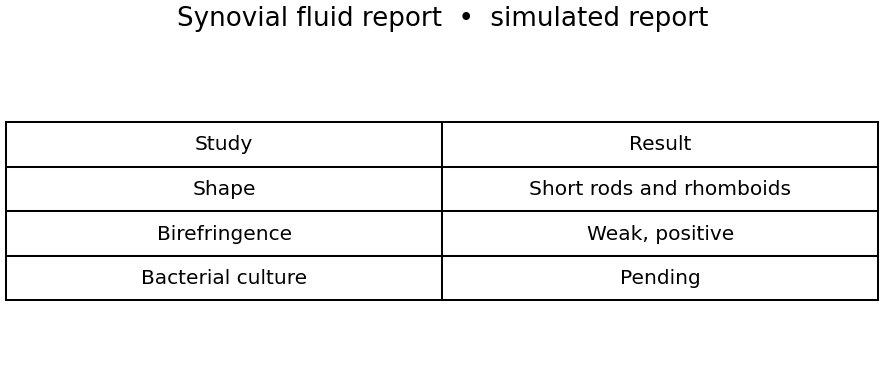 Synovial fluid report • simulated report
Study Result
Shape Short rods and rhomboids
Birefringence Weak, positive
Bacterial culture Pending